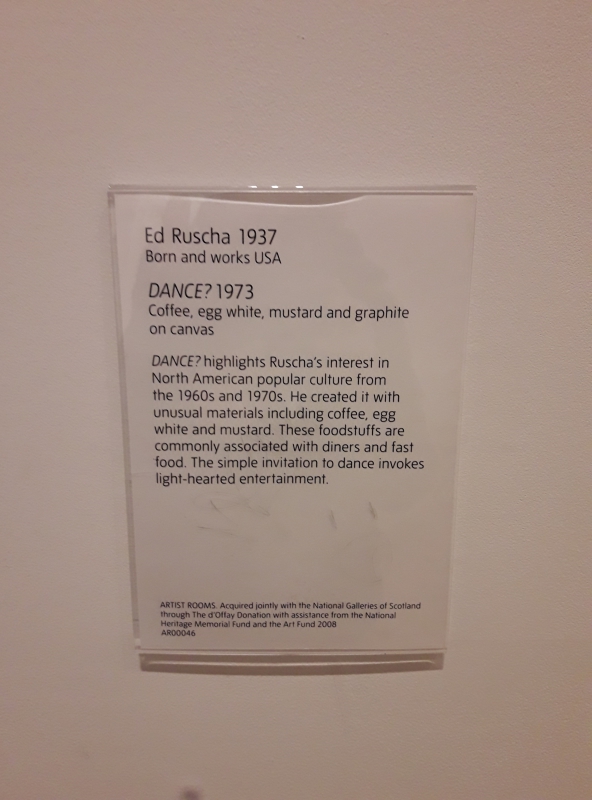 Ed Ruscha 1937
Born and works USA
DANCE? 1973
Coffee, egg white, mustard and graphite
on canvas
DANCE? highlights Ruscha's interest in
North American popular culture from
the 1960s and 1970s. He created it with
unusual materials including coffee, egg
white and mustard. These foodstuffs are
commonly associated with diners and fast
food. The simple invitation to dance invokes
light-hearted entertainment.
ARTIST ROOMS. Acquired jointly with the National Galleries of Scotland
through The d'Offay Donation with assistance from the National
Heritage Memorial Fund and the Art Fund 2008
AR00046